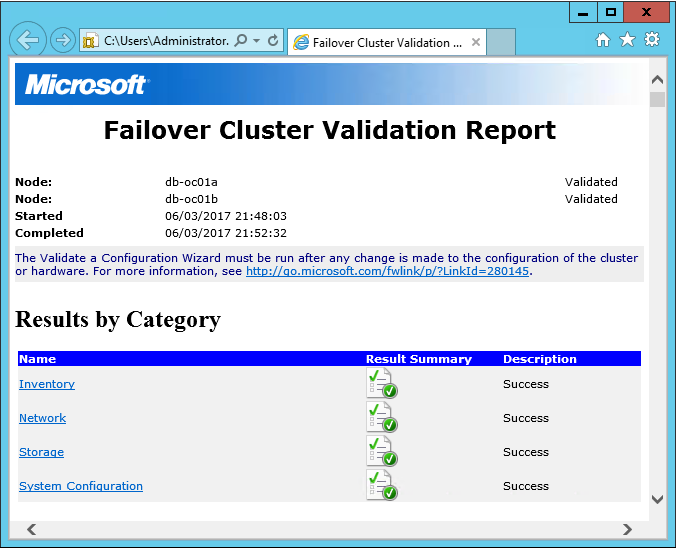 C:\Users\Administrator.
Failover Cluster Validation ...
Microsoft
Failover Cluster Validation Report
Node: db-oc01a Validated
Node: db-oc01b Validated
Started 06/03/2017 21:48:03
Completed 06/03/2017 21:52:32
The Validate a Configuration Wizard must be run after any change is made to the configuration of the cluster
or hardware. For more information, see http://go.microsoft.com/fwlink/p/?LinkId=280145.
Results by Category
Name Result Summary Description
Inventory Success
Network Success
Storage Success
System Configuration Success